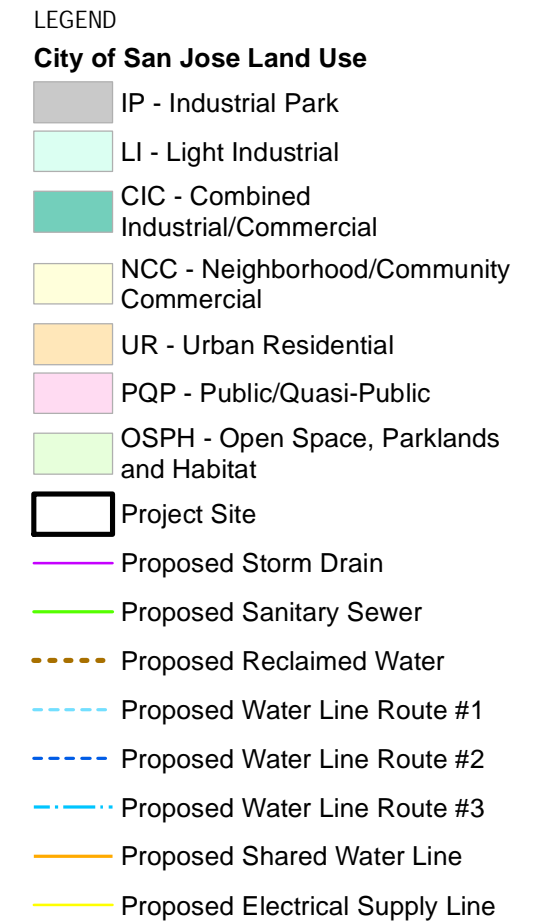 LEGEND
City of San Jose Land Use
IP - Industrial Park
LI - Light Industrial
CIC - Combined
Industrial/Commercial
NCC - Neighborhood/Community
Commercial
UR - Urban Residential
PQP - Public/Quasi-Public
OSPH - Open Space, Parklands
and Habitat
Project Site
Proposed Storm Drain
Proposed Sanitary Sewer
Proposed Reclaimed Water
Proposed Water Line Route #1
Proposed Water Line Route #2
Proposed Water Line Route #3
Proposed Shared Water Line
Proposed Electrical Supply Line